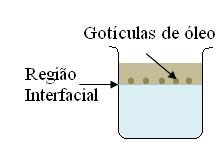 Gotículas de óleo
Região
Interfacial